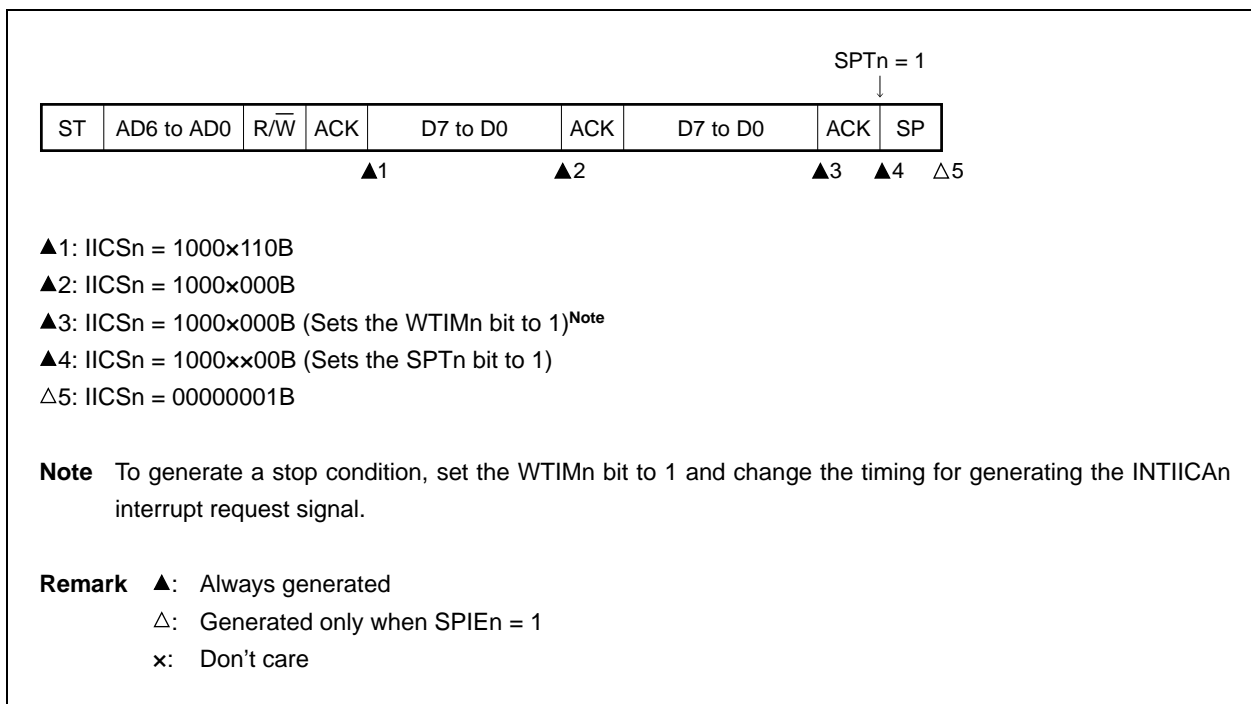 SPTn = 1
↓
ST AD6 to AD0 R/W̅ ACK D7 to D0 ACK D7 to D0 ACK SP
▲1 ▲2 ▲3 ▲4 △5
▲1: IICSn = 1000×110B
▲2: IICSn = 1000×000B
▲3: IICSn = 1000×000B (Sets the WTIMn bit to 1)Note
▲4: IICSn = 1000××00B (Sets the SPTn bit to 1)
△5: IICSn = 00000001B
Note To generate a stop condition, set the WTIMn bit to 1 and change the timing for generating the INTIICAn
interrupt request signal.
Remark ▲: Always generated
△: Generated only when SPIEn = 1
×: Don't care